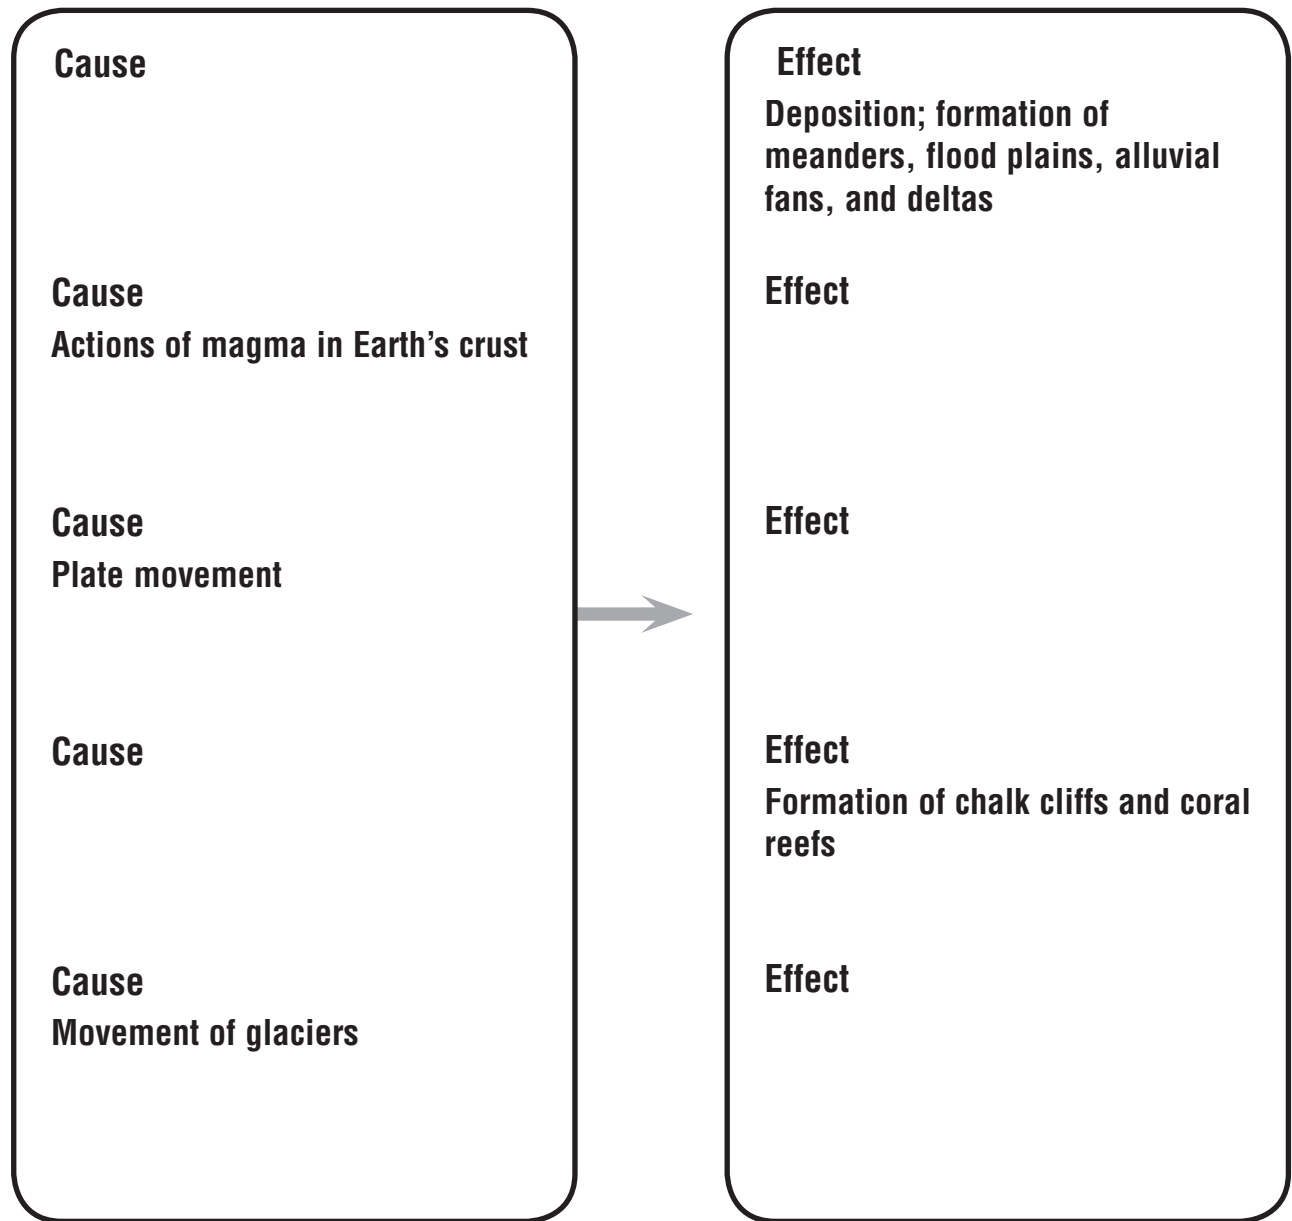 Cause
Cause
Actions of magma in Earth’s crust
Cause
Plate movement
Cause
Cause
Movement of glaciers
Effect
Deposition; formation of
meanders, flood plains, alluvial
fans, and deltas
Effect
Effect
Effect
Formation of chalk cliffs and coral
reefs
Effect